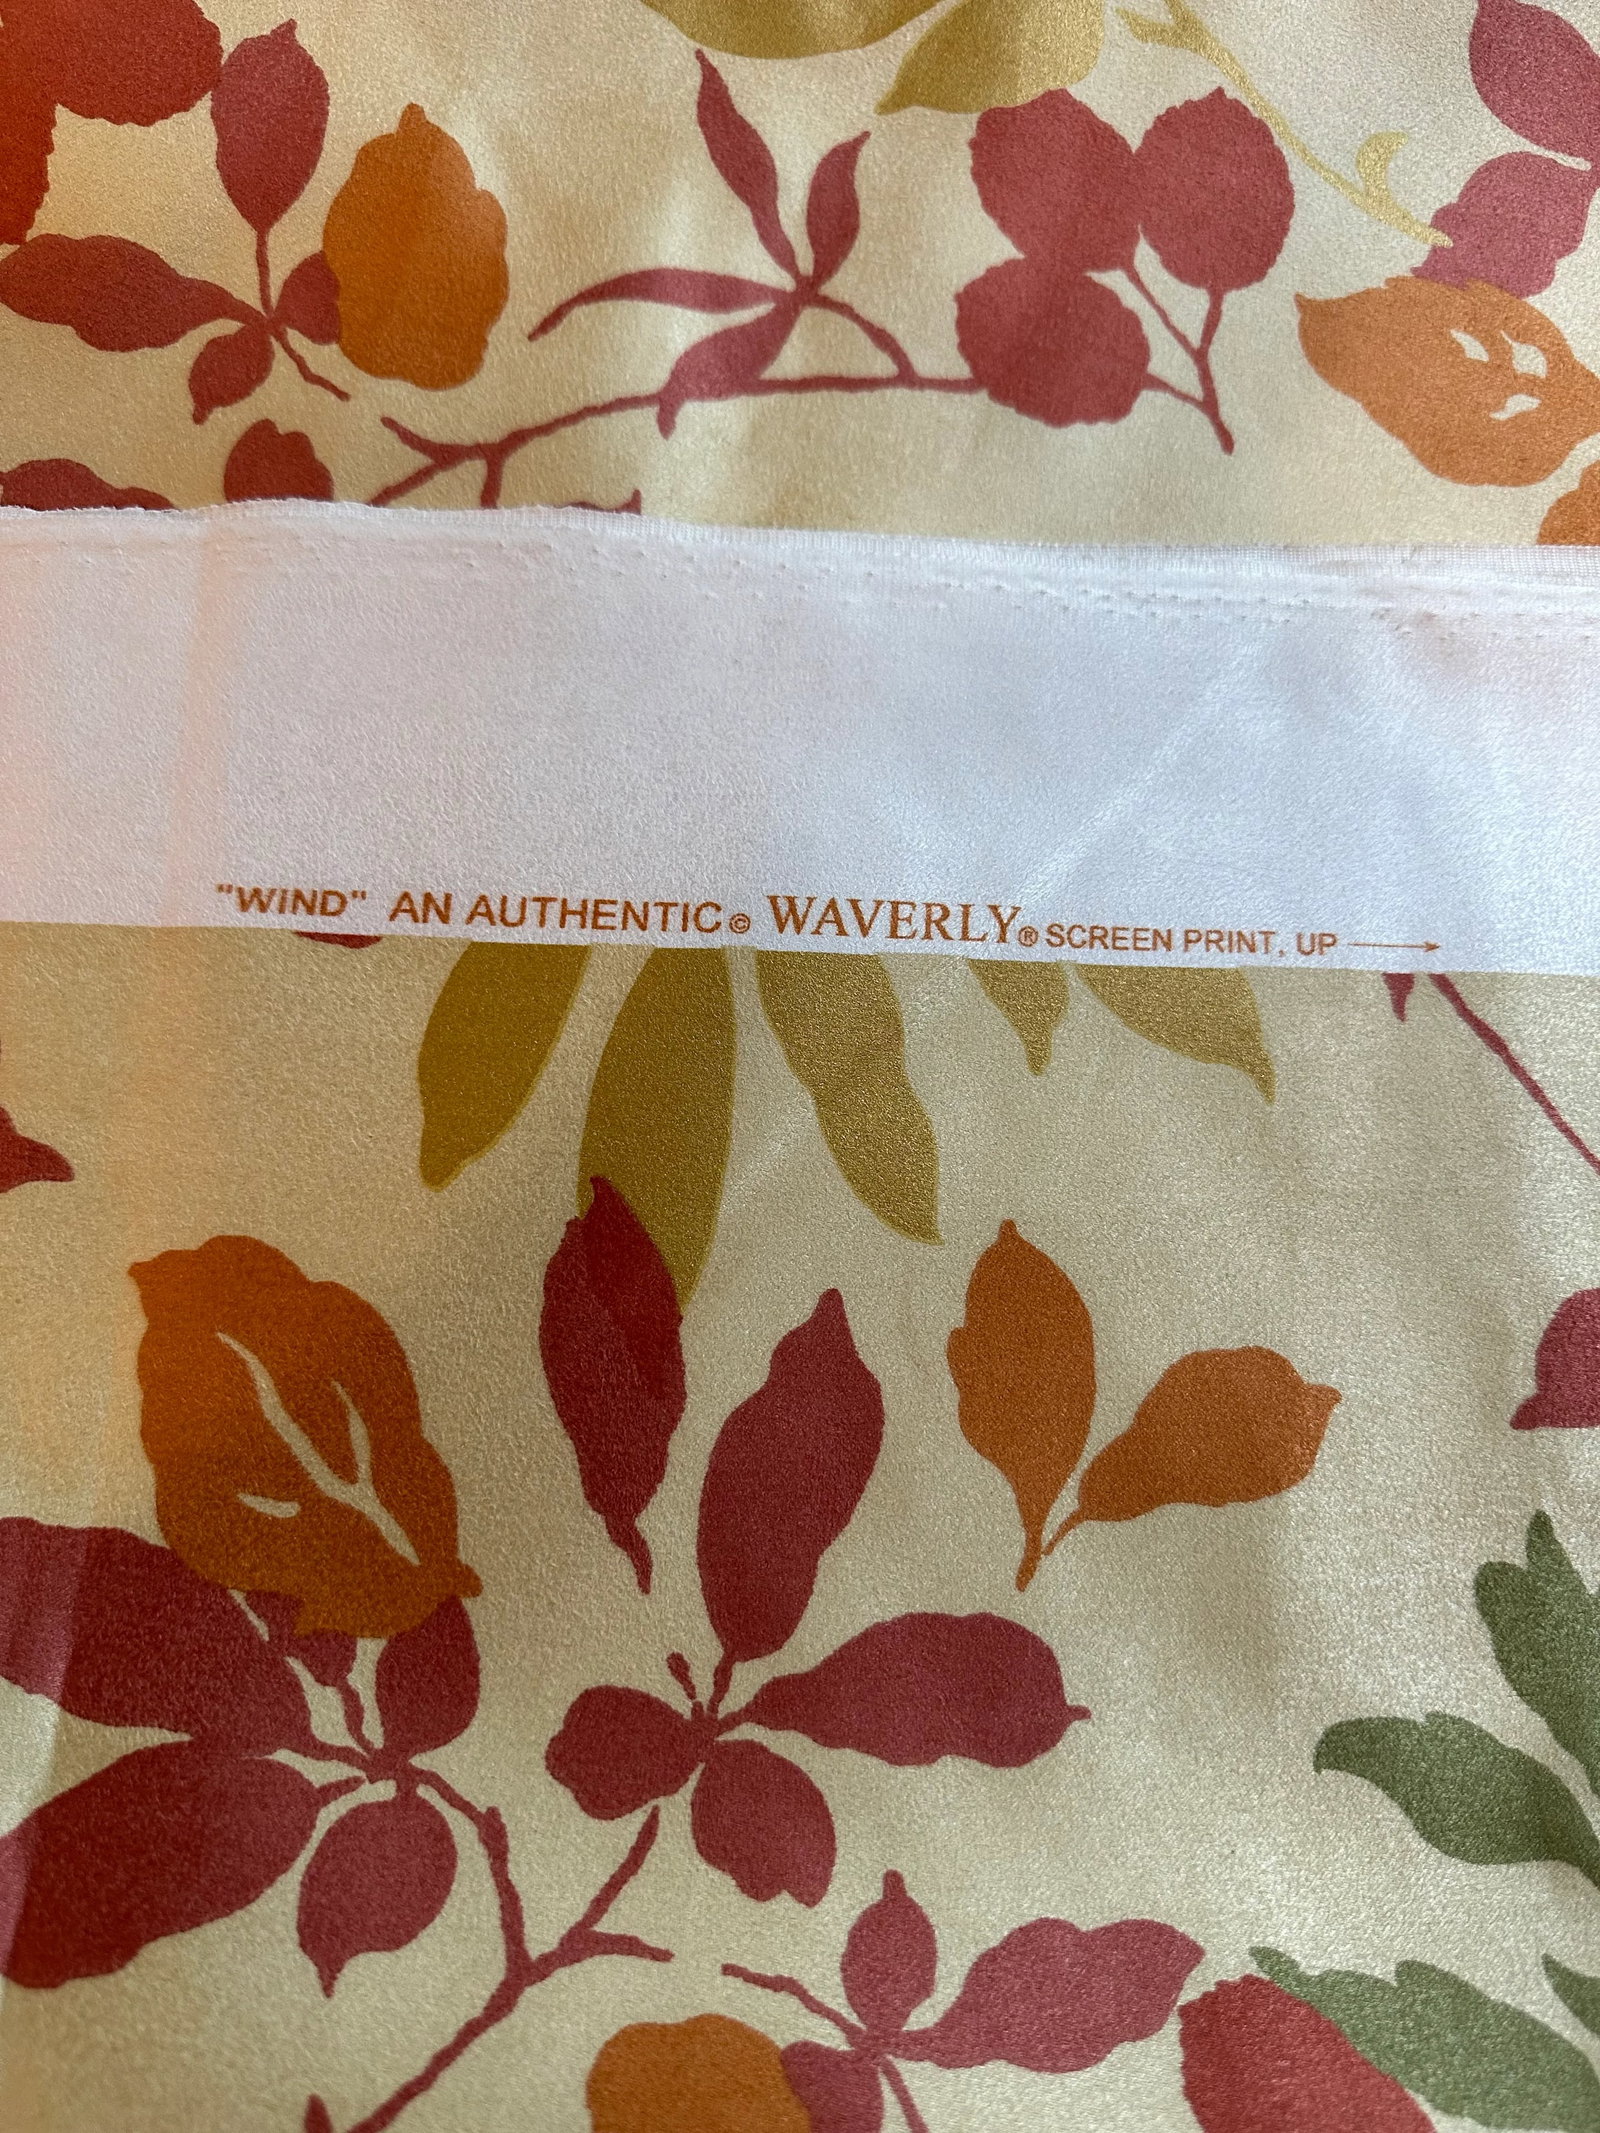 "WIND" AN AUTHENTIC© WAVERLY® SCREEN PRINT, UP →